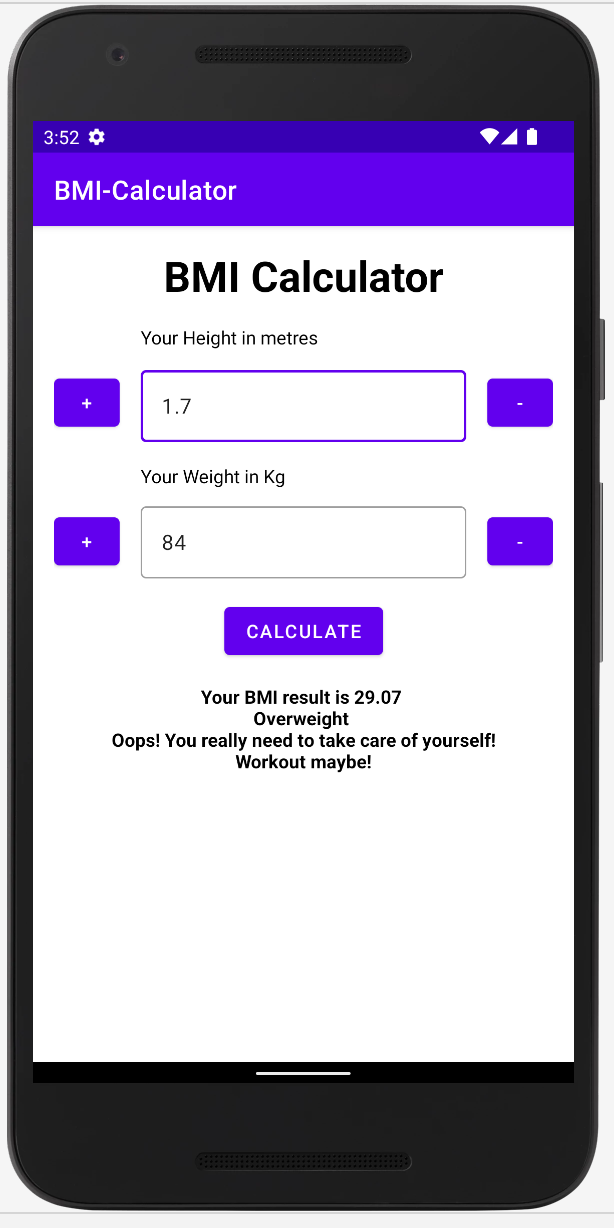 3:52
BMI-Calculator
BMI Calculator
Your Height in metres
+ 1.7 -
Your Weight in Kg
+ 84 -
CALCULATE
Your BMI result is 29.07
Overweight
Oops! You really need to take care of yourself!
Workout maybe!